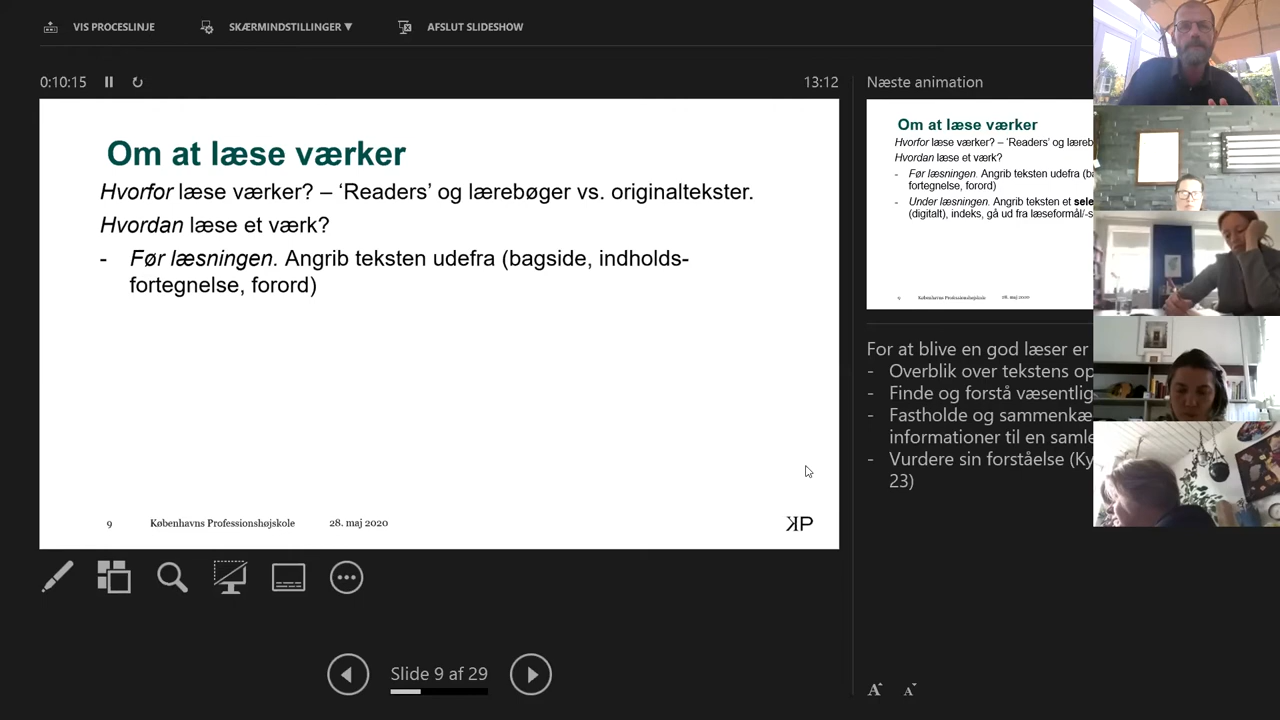 VIS PROCESLINJE
SKÆRMINDSTILLINGER ▼
AFSLUT SLIDESHOW
0:10:15
13:12
Om at læse værker
Hvorfor læse værker? – ‘Readers’ og lærebøger vs. originaltekster.
Hvordan læse et værk?
- Før læsningen. Angrib teksten udefra (bagside, indholds-
fortegnelse, forord)
9
Københavns Professionshøjskole
28. maj 2020
KP
Slide 9 af 29
Næste animation
Om at læse værker
Hvorfor læse værker? – ‘Readers’ og
Hvordan læse et værk?
- Før læsningen. Angrib teksten udefra
fortegnelse, forord)
- Under læsningen. Angrib teksten et
(digitalt), indeks, gå ud fra læseformål/-s
9
Københavns Professionshøjskole
28. maj 2020
For at blive en god læser er
- Overblik over tekstens op
- Finde og forstå væsentlig
- Fastholde og sammenkæ
informationer til en samle
- Vurdere sin forståelse (Ky
23)
A
A